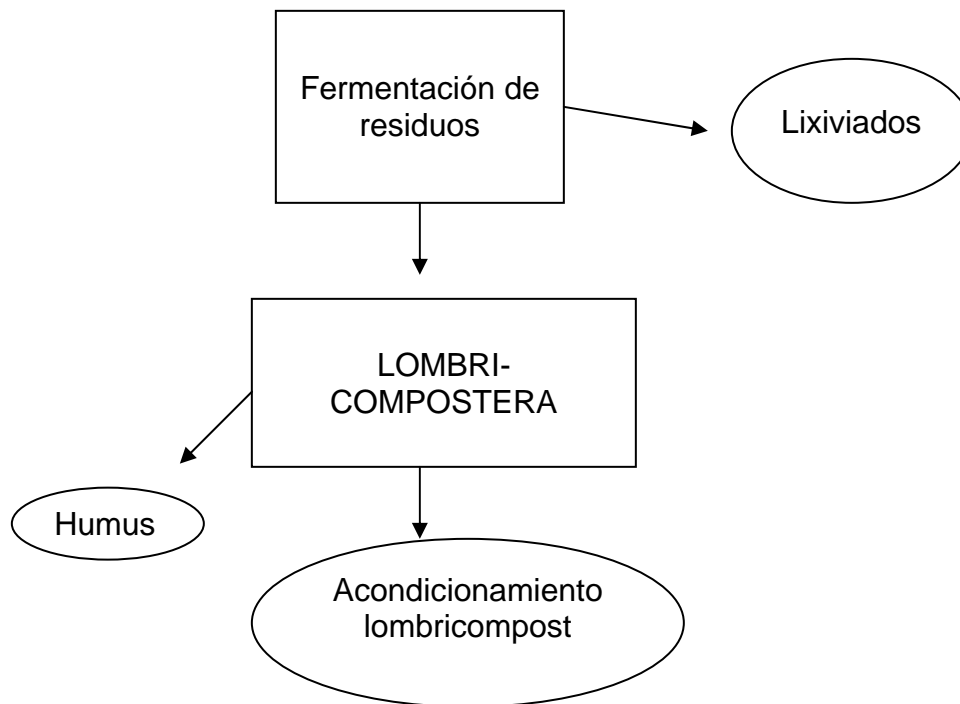 Fermentación de
residuos
Lixiviados
LOMBRI-
COMPOSTERA
Humus
Acondicionamiento
lombricompost